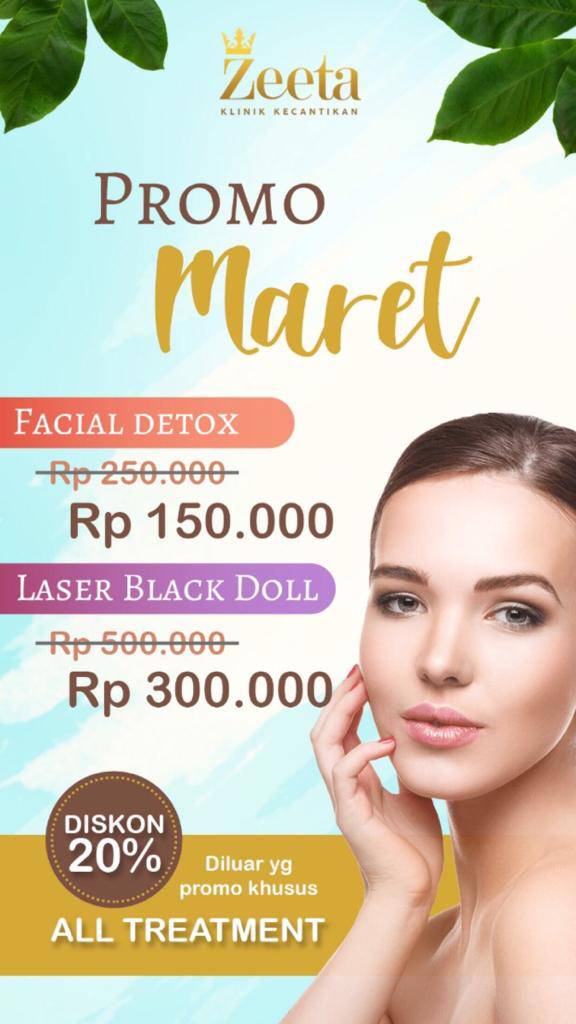 Zeeta
KLINIK KECANTIKAN
PROMO
Maret
FACIAL DETOX
Rp 250.000
Rp 150.000
LASER BLACK DOLL
Rp 500.000
Rp 300.000
DISKON
20%
Diluar yg
promo khusus
ALL TREATMENT